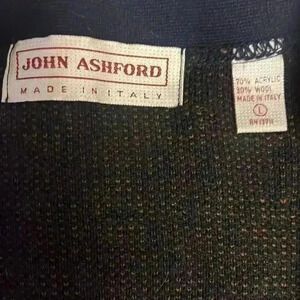 JOHN ASHFORD
MADE IN ITALY
70% ACRYLIC
30% WOOL
MADE IN ITALY
L